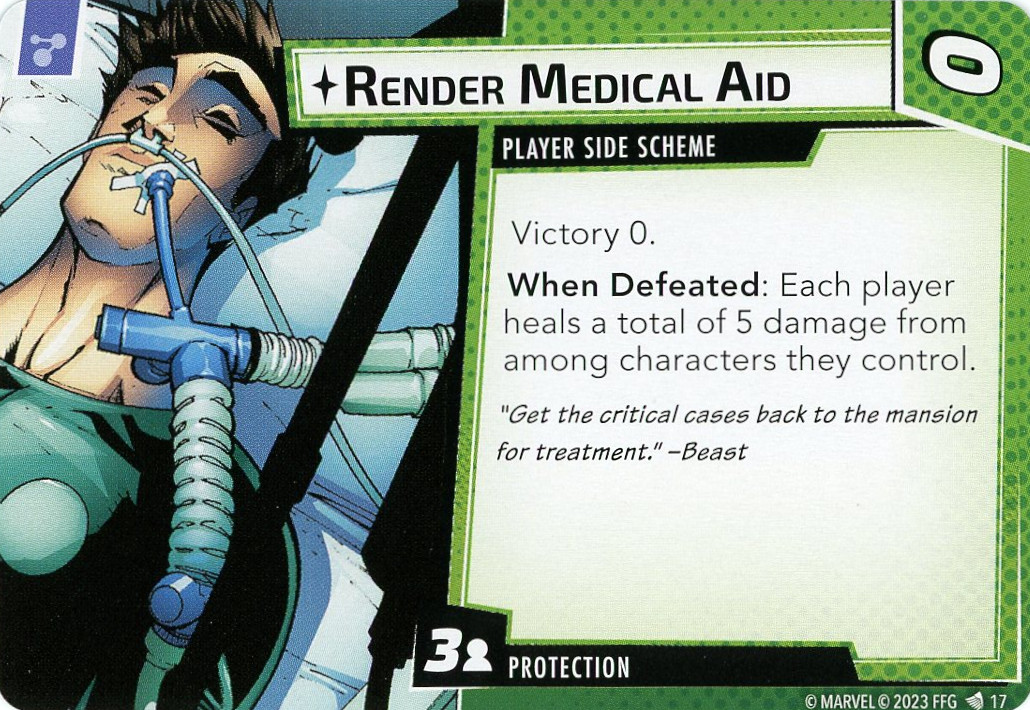 RENDER MEDICAL AID
0
PLAYER SIDE SCHEME
Victory 0.
When Defeated: Each player
heals a total of 5 damage from
among characters they control.
"Get the critical cases back to the mansion
for treatment." –Beast
3
PROTECTION
© MARVEL © 2023 FFG 17